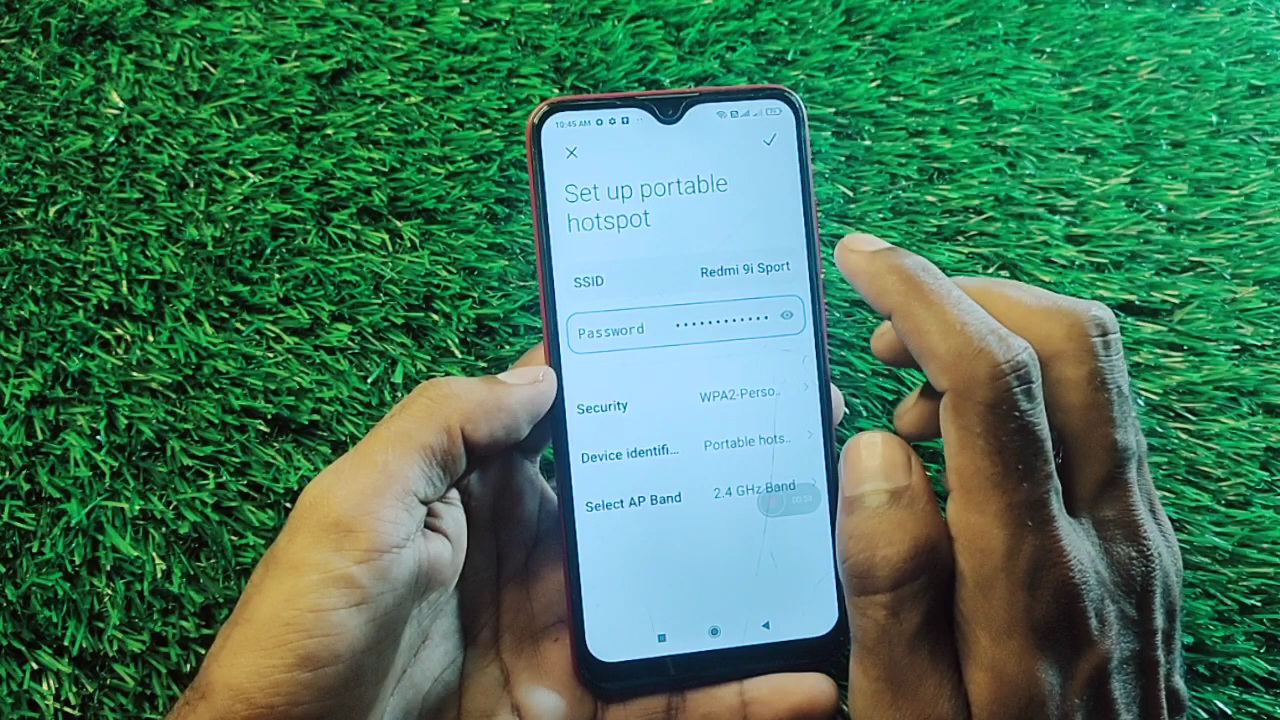 10:45 AM
Set up portable
hotspot
SSID Redmi 9i Sport
Password ••••••••••••
Security WPA2-Perso..
Device identifi... Portable hots..
Select AP Band 2.4 GHz Band